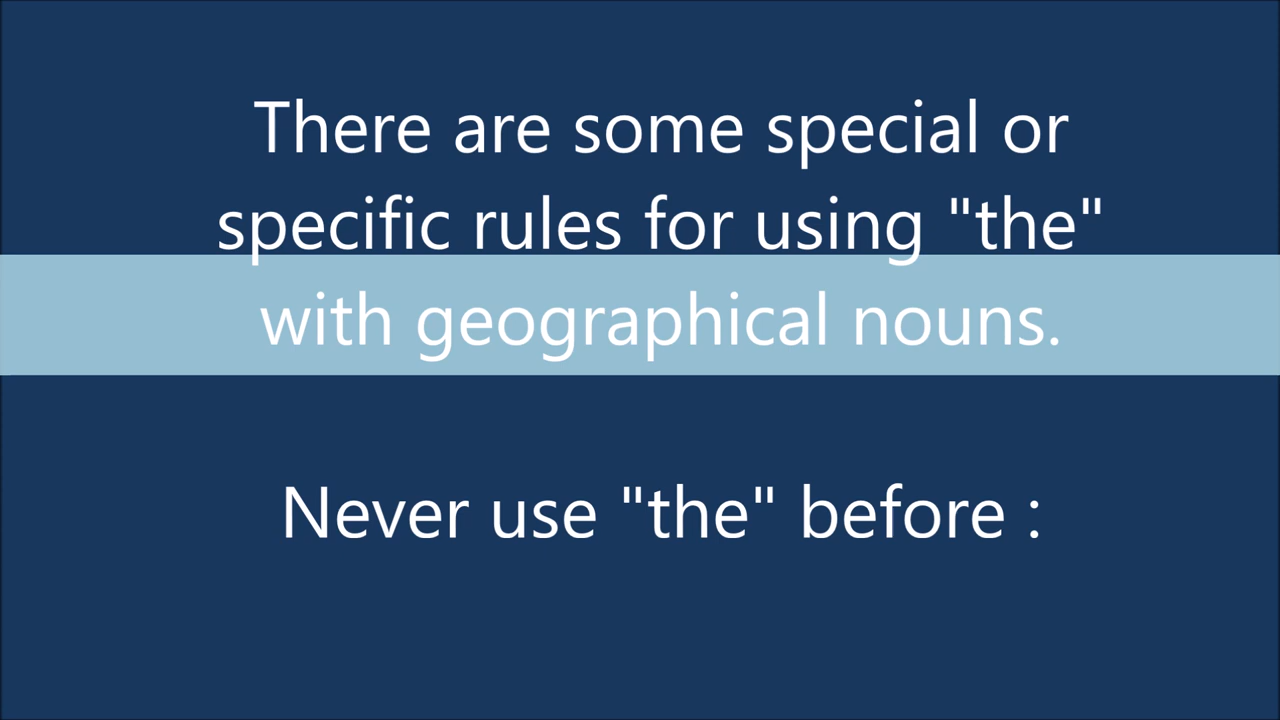 There are some special or
specific rules for using "the"
with geographical nouns.
Never use "the" before :